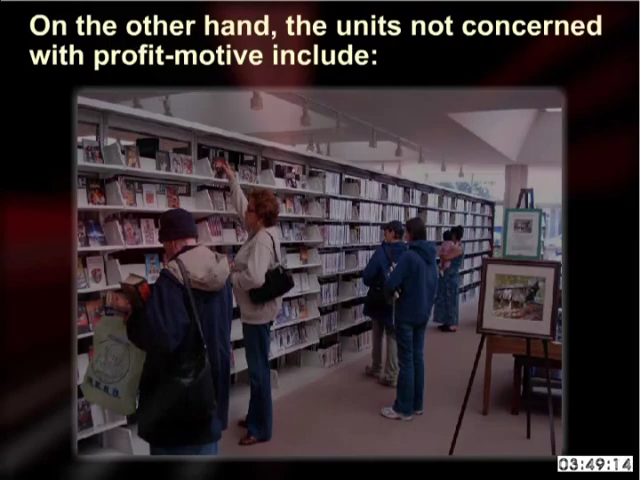 On the other hand, the units not concerned
with profit-motive include:
03:49:14